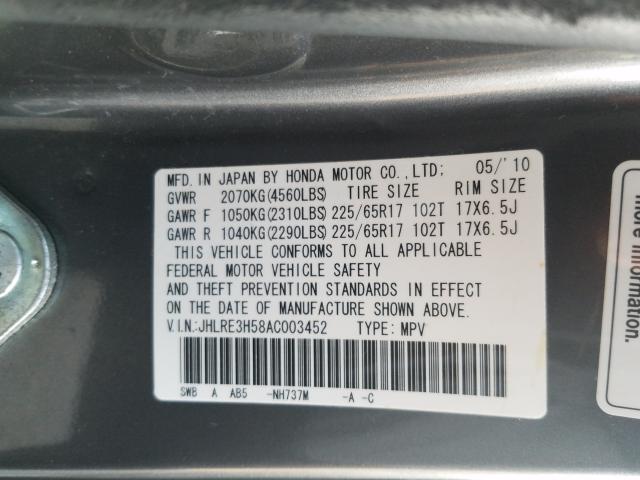 MFD. IN JAPAN BY HONDA MOTOR CO.,LTD: 05/'10
GVWR 2070KG(4560LBS) TIRE SIZE RIM SIZE
GAWR F 1050KG(2310LBS) 225/65R17 102T 17X6.5J
GAWR R 1040KG(2290LBS) 225/65R17 102T 17X6.5J
THIS VEHICLE CONFORMS TO ALL APPLICABLE
FEDERAL MOTOR VEHICLE SAFETY
AND THEFT PREVENTION STANDARDS IN EFFECT
ON THE DATE OF MANUFACTURE SHOWN ABOVE.
V.I.N.:JHLRE3H58AC003452 TYPE: MPV
SWB A AB5 -NH737M -A -C
more information.